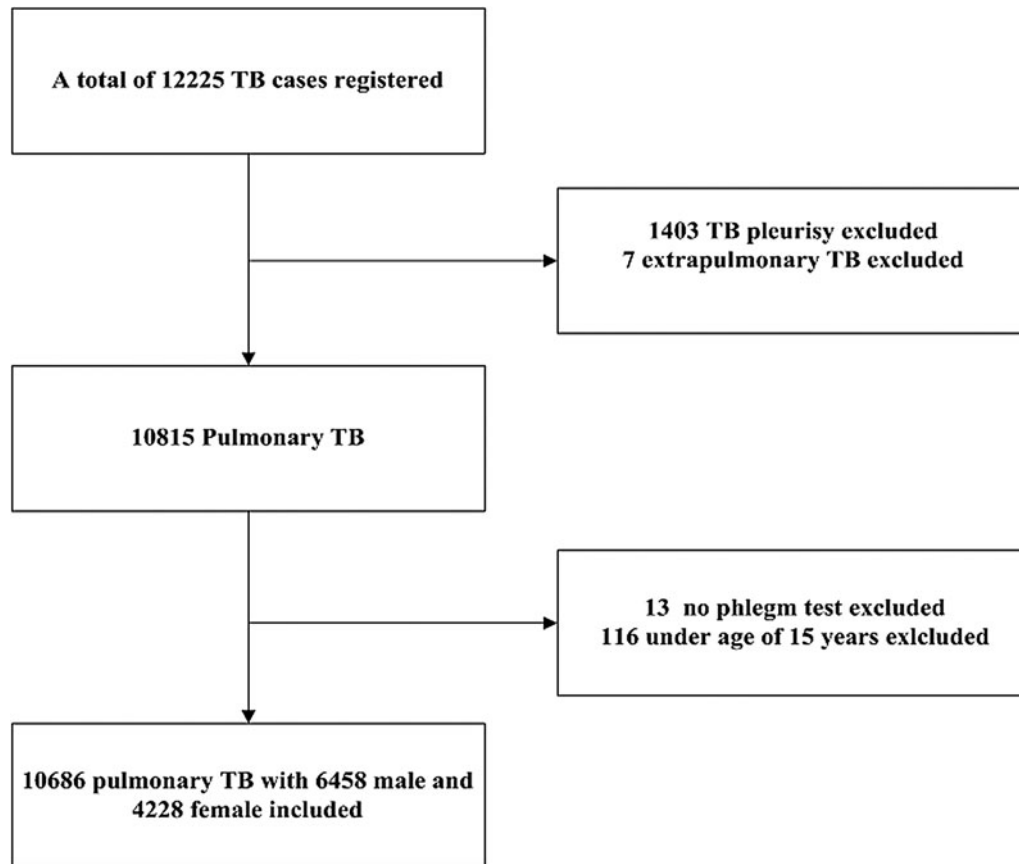 A total of 12225 TB cases registered
1403 TB pleurisy excluded
7 extrapulmonary TB excluded
10815 Pulmonary TB
13 no phlegm test excluded
116 under age of 15 years exlcluded
10686 pulmonary TB with 6458 male and
4228 female included